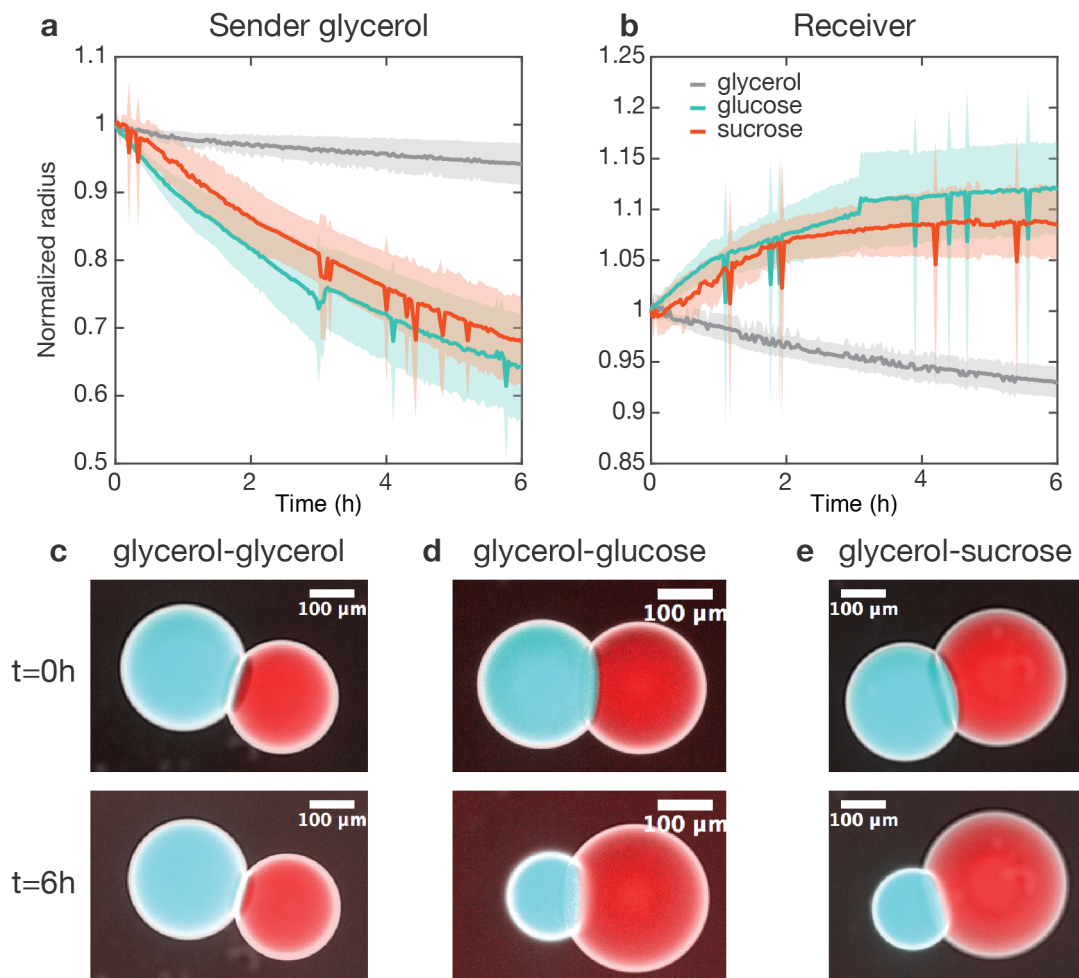 a Sender glycerol
1.1
1
0.9
0.8
0.7
0.6
0.5
Normalized radius
0 2 4 6
Time (h)
b Receiver
1.25
1.2
1.15
1.1
1.05
1
0.95
0.9
0.85
glycerol
glucose
sucrose
0 2 4 6
Time (h)
c glycerol-glycerol
d glycerol-glucose
e glycerol-sucrose
t=0h
100 µm
100 µm
100 µm
t=6h
100 µm
100 µm
100 µm